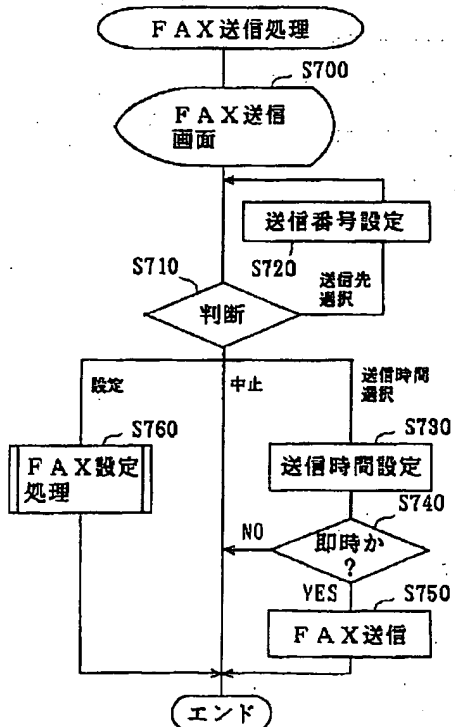 ＦＡＸ送信処理
S700
ＦＡＸ送信
画面
送信番号設定
S720
S710
送信先
選択
判断
設定
中止
送信時間
選択
S760
ＦＡＸ設定
処理
S730
送信時間設定
S740
NO
即時か
？
YES
S750
ＦＡＸ送信
エンド